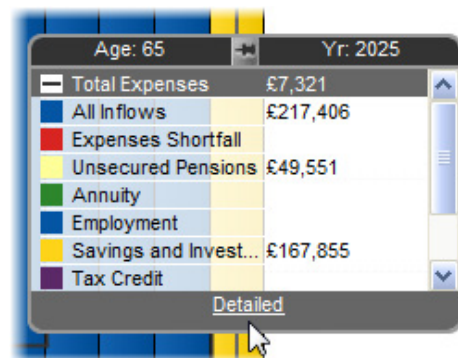 Age: 65 Yr: 2025
Total Expenses £7,321
All Inflows £217,406
Expenses Shortfall
Unsecured Pensions £49,551
Annuity
Employment
Savings and Invest... £167,855
Tax Credit
Detailed